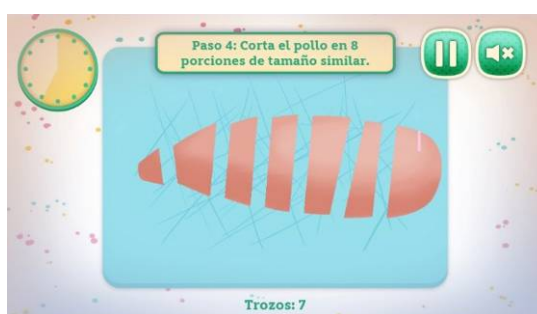 Paso 4: Corta el pollo en 8
porciones de tamaño similar.
Trozos: 7